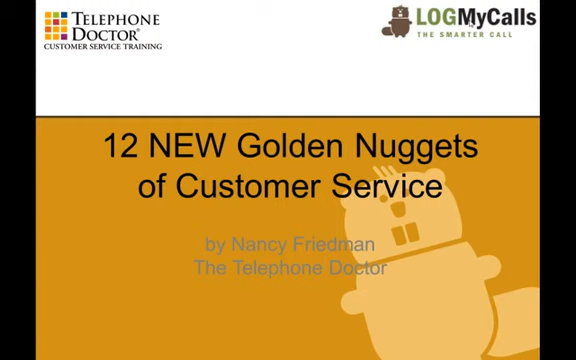 TELEPHONE
DOCTOR®
CUSTOMER SERVICE TRAINING
LOGMyCalls
THE SMARTER CALL
12 NEW Golden Nuggets
of Customer Service
by Nancy Friedman
The Telephone Doctor